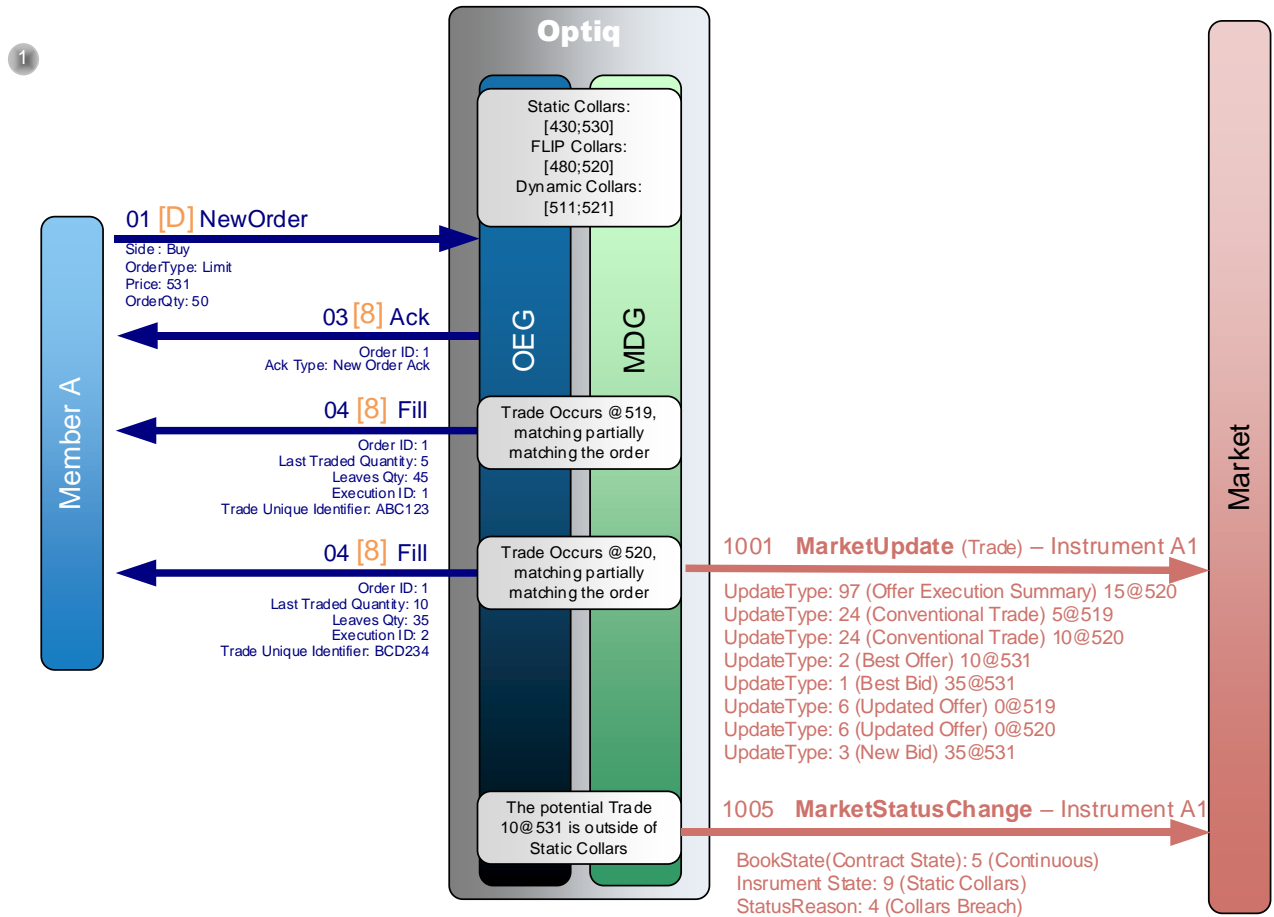 Optiq
1
Static Collars:
[430;530]
FLIP Collars:
[480;520]
Dynamic Collars:
[511;521]
01 [D] NewOrder
Side : Buy
OrderType: Limit
Price: 531
OrderQty: 50
03 [8] Ack
Order ID: 1
Ack Type: New Order Ack
OEG
MDG
Member A
Market
04 [8] Fill
Order ID: 1
Last Traded Quantity: 5
Leaves Qty: 45
Execution ID: 1
Trade Unique Identifier: ABC123
Trade Occurs @519,
matching partially
matching the order
04 [8] Fill
Order ID: 1
Last Traded Quantity: 10
Leaves Qty: 35
Execution ID: 2
Trade Unique Identifier: BCD234
Trade Occurs @520,
matching partially
matching the order
1001 MarketUpdate (Trade) – Instrument A1
UpdateType: 97 (Offer Execution Summary) 15@520
UpdateType: 24 (Conventional Trade) 5@519
UpdateType: 24 (Conventional Trade) 10@520
UpdateType: 2 (Best Offer) 10@531
UpdateType: 1 (Best Bid) 35@531
UpdateType: 6 (Updated Offer) 0@519
UpdateType: 6 (Updated Offer) 0@520
UpdateType: 3 (New Bid) 35@531
The potential Trade
10@531 is outside of
Static Collars
1005 MarketStatusChange – Instrument A1
BookState(Contract State): 5 (Continuous)
Insrument State: 9 (Static Collars)
StatusReason: 4 (Collars Breach)